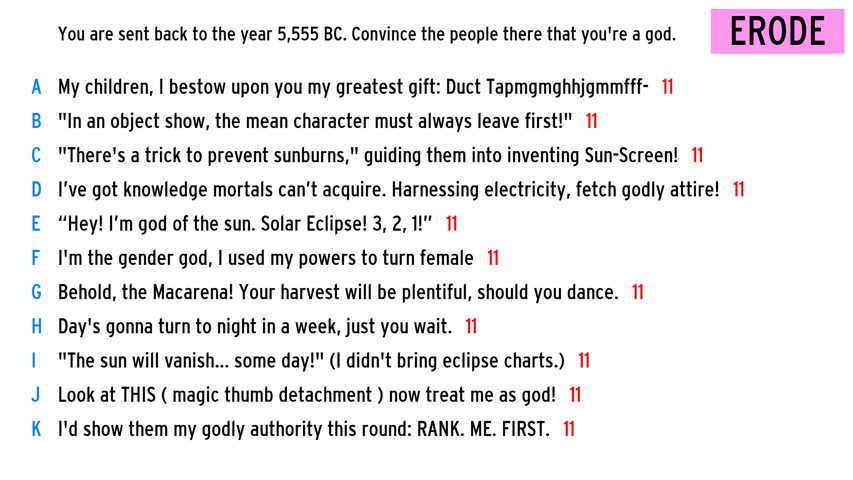 You are sent back to the year 5,555 BC. Convince the people there that you're a god.
ERODE
A My children, I bestow upon you my greatest gift: Duct Tapmgmghhjgmmfff- 11
B "In an object show, the mean character must always leave first!" 11
C "There's a trick to prevent sunburns," guiding them into inventing Sun-Screen! 11
D I’ve got knowledge mortals can’t acquire. Harnessing electricity, fetch godly attire! 11
E “Hey! I’m god of the sun. Solar Eclipse! 3, 2, 1!” 11
F I'm the gender god, I used my powers to turn female 11
G Behold, the Macarena! Your harvest will be plentiful, should you dance. 11
H Day's gonna turn to night in a week, just you wait. 11
I "The sun will vanish... some day!" (I didn't bring eclipse charts.) 11
J Look at THIS ( magic thumb detachment ) now treat me as god! 11
K I'd show them my godly authority this round: RANK. ME. FIRST. 11